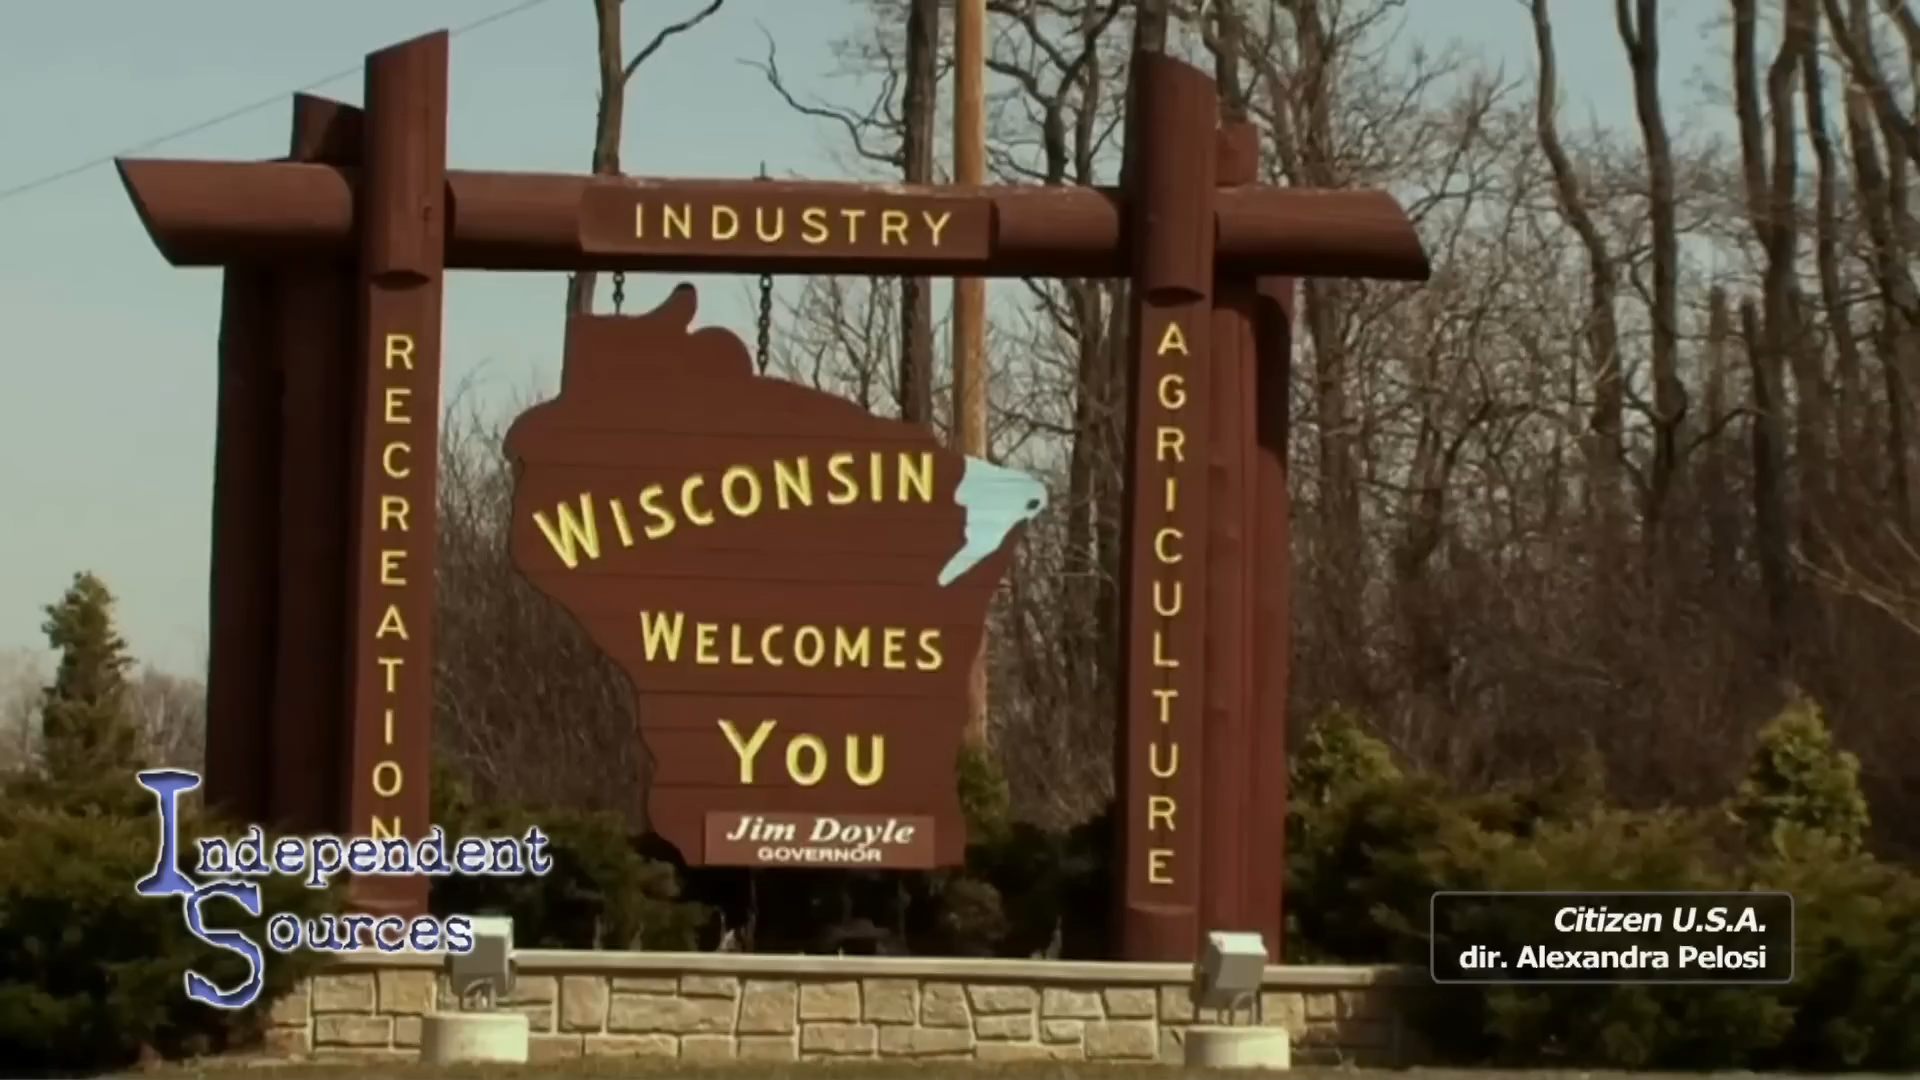 INDUSTRY
RECREATION
AGRICULTURE
WISCONSIN
WELCOMES
YOU
Jim Doyle
GOVERNOR
Independent
Sources
Citizen U.S.A.
dir. Alexandra Pelosi